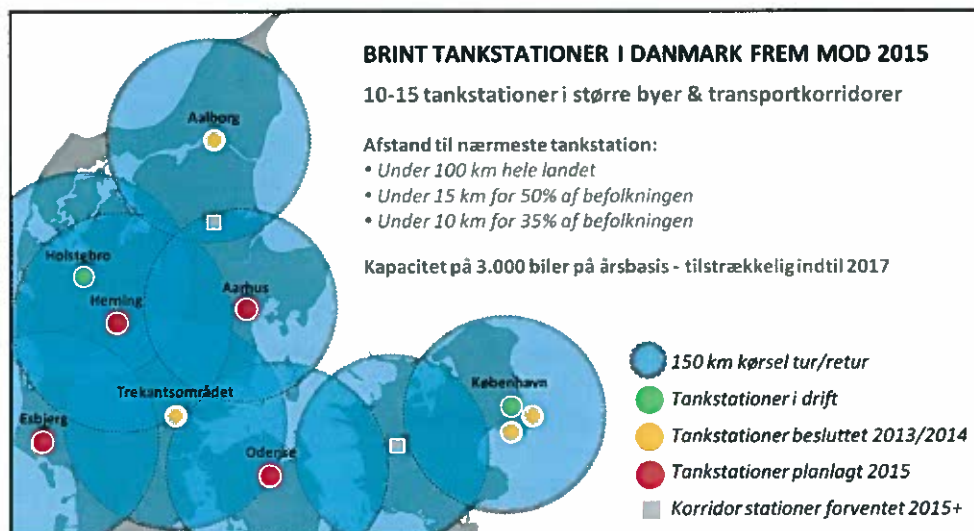 BRINT TANKSTATIONER I DANMARK FREM MOD 2015
10-15 tankstationer i større byer & transportkorridorer
Afstand til nærmeste tankstation:
• Under 100 km hele landet
• Under 15 km for 50% af befolkningen
• Under 10 km for 35% af befolkningen
Kapacitet på 3.000 biler på årsbasis - tilstrækkelig indtil 2017
Aalborg
Holstebro
Herning
Aarhus
Trekantsområdet
København
Esbjerg
Odense
150 km kørsel tur/retur
Tankstationer i drift
Tankstationer besluttet 2013/2014
Tankstationer planlagt 2015
Korridor stationer forventet 2015+